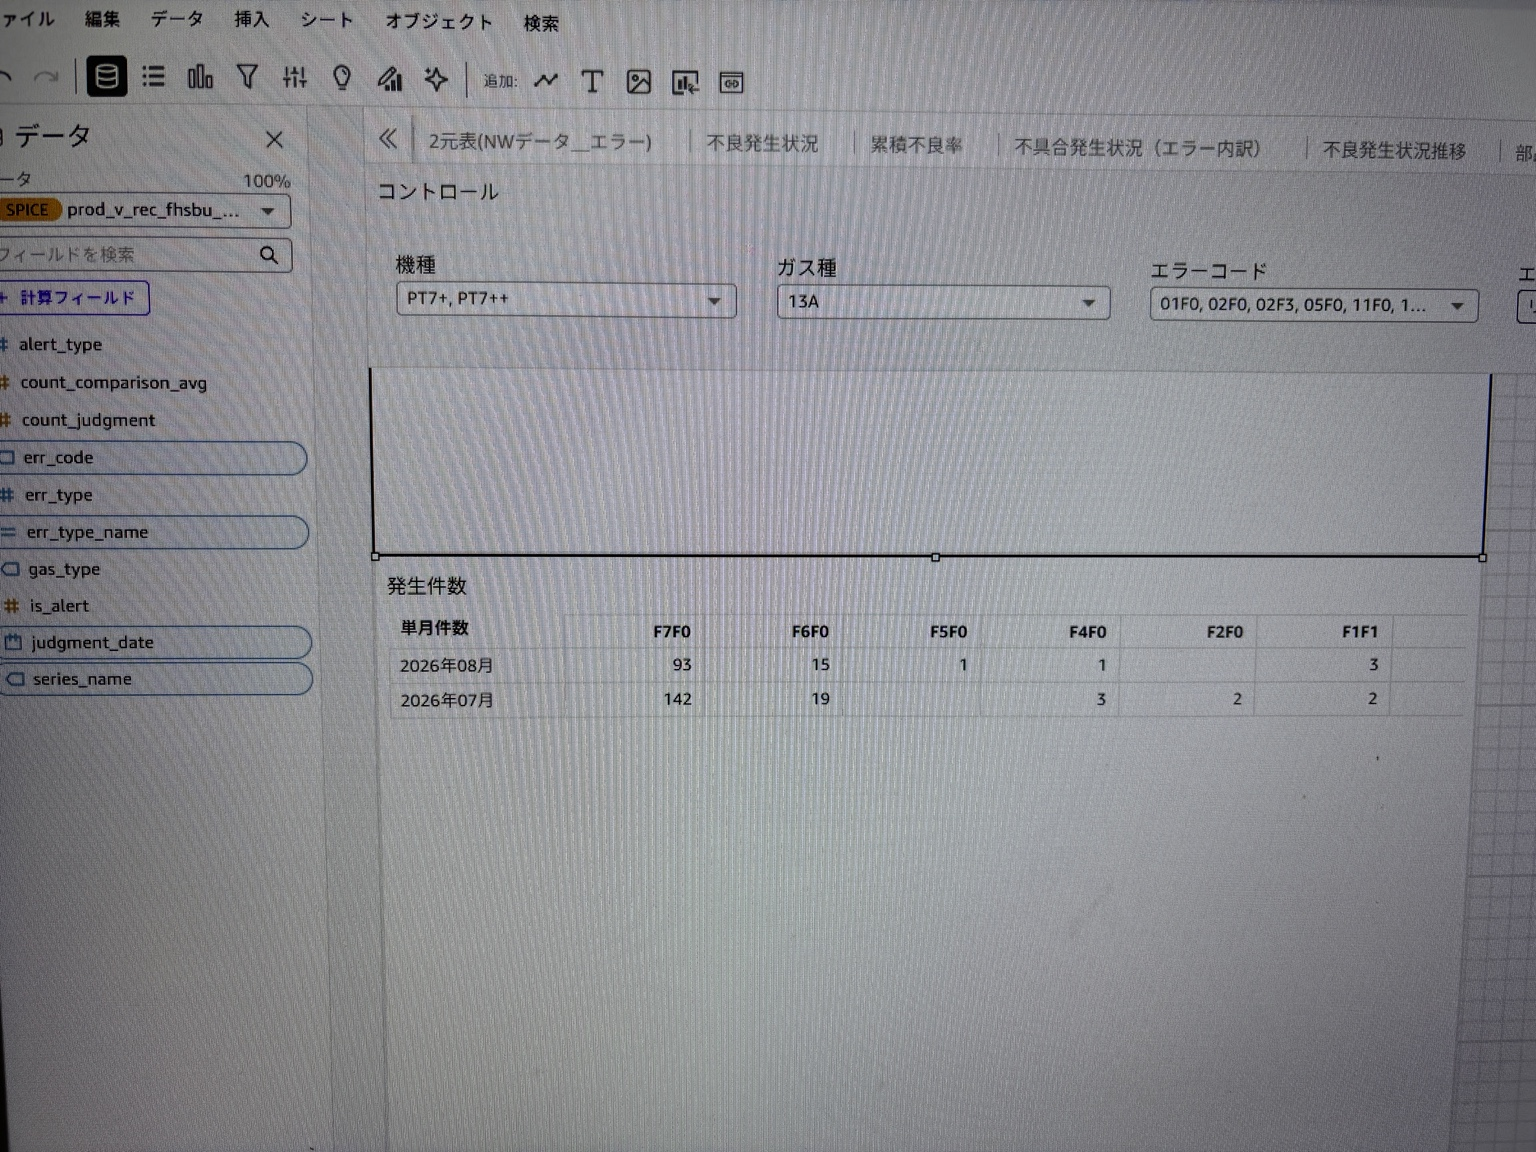 アイル 編集 データ 挿入 シート オブジェクト 検索
追加:
データ
ータ 100%
SPICE prod_v_rec_fhsbu_...
フィールドを検索
+ 計算フィールド
alert_type
count_comparison_avg
count_judgment
err_code
err_type
err_type_name
gas_type
is_alert
judgment_date
series_name
2元表(NWデータ__エラー) 不良発生状況 累積不良率 不具合発生状況（エラー内訳） 不良発生状況推移 部
コントロール
機種 ガス種 エラーコード エ
PT7+, PT7++ 13A 01F0, 02F0, 02F3, 05F0, 11F0, 1...
発生件数
単月件数 F7F0 F6F0 F5F0 F4F0 F2F0 F1F1
2026年08月 93 15 1 1 3
2026年07月 142 19 3 2 2